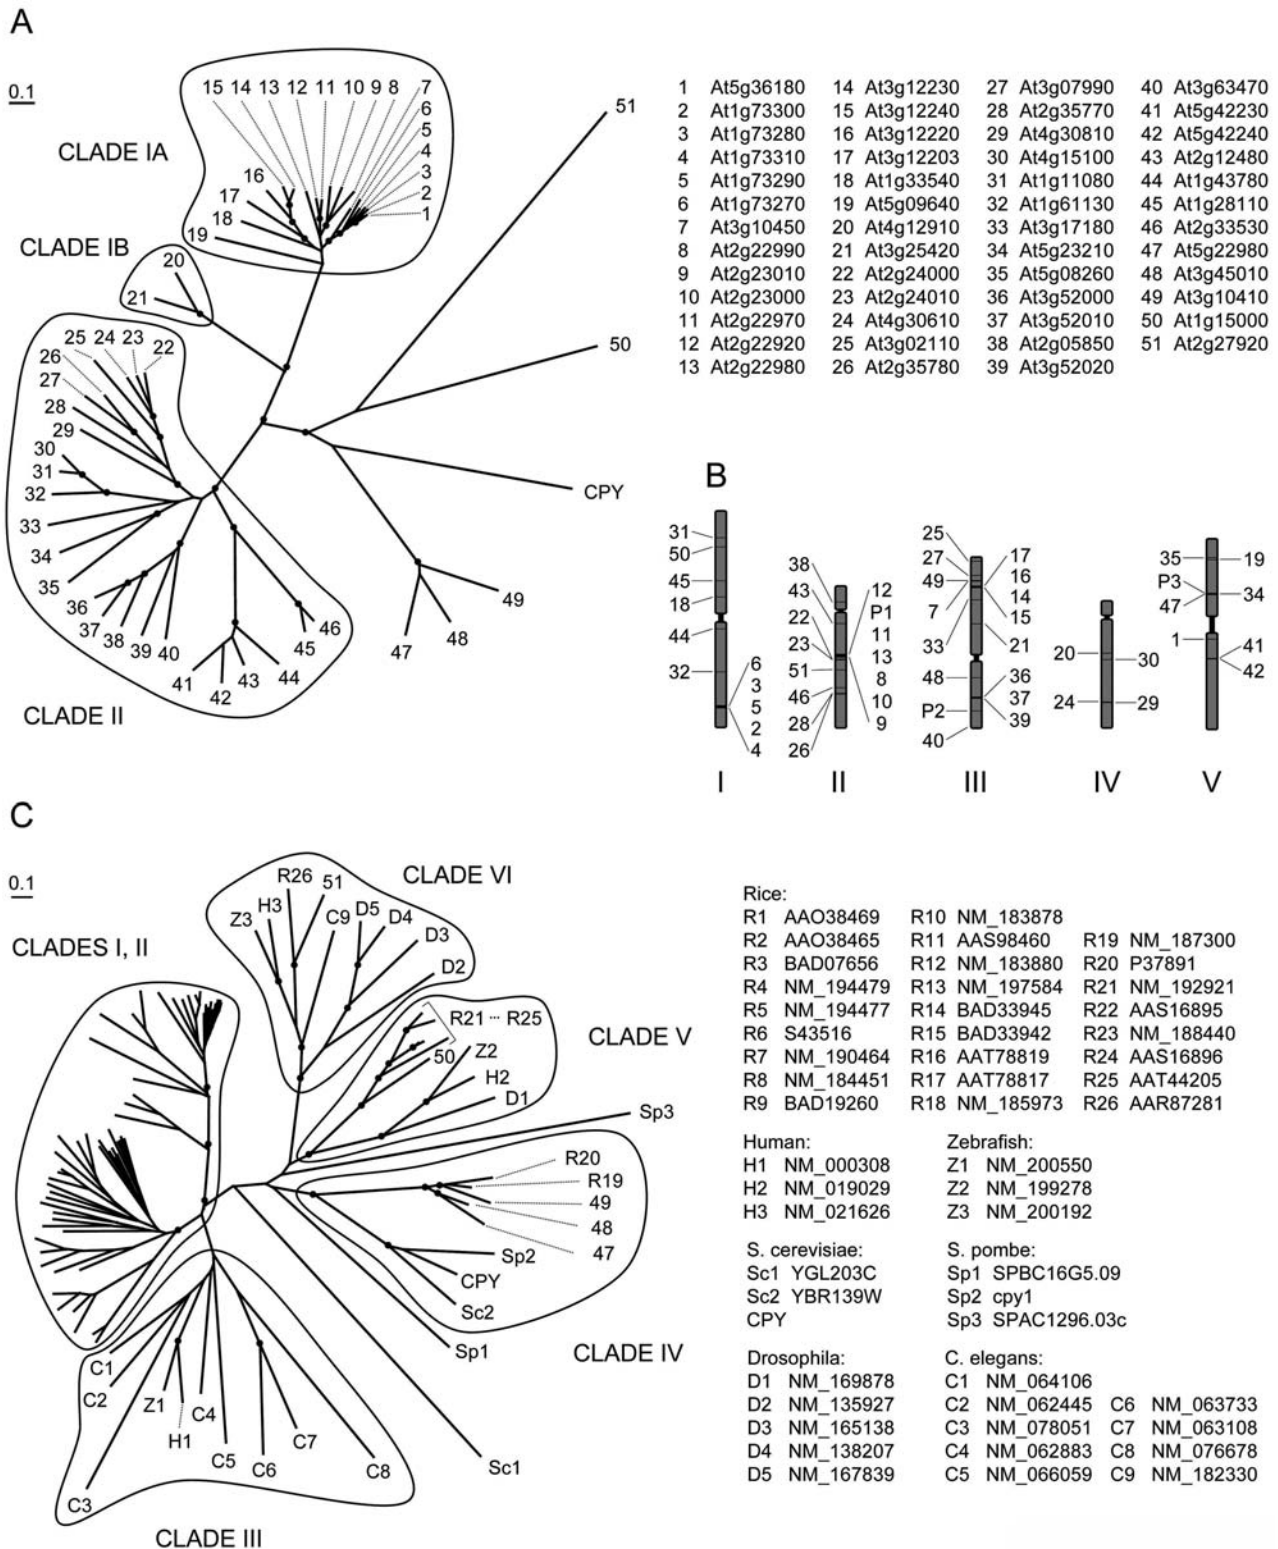 A
0.1
CLADE IA
15 14 13 12 11 10 9 8 7
6
5
4
3
2
1
16
17
18
19
CLADE IB
20
21
25 24 23 22
26
27
28
29
30
31
32
33
34
35
36
37
38
39
40
41
42
43
44
45
46
CLADE II
51
50
CPY
49
48
47
1 At5g36180 14 At3g12230 27 At3g07990 40 At3g63470
2 At1g73300 15 At3g12240 28 At2g35770 41 At5g42230
3 At1g73280 16 At3g12220 29 At4g30810 42 At5g42240
4 At1g73310 17 At3g12203 30 At4g15100 43 At2g12480
5 At1g73290 18 At1g33540 31 At1g11080 44 At1g43780
6 At1g73270 19 At5g09640 32 At1g61130 45 At1g28110
7 At3g10450 20 At4g12910 33 At3g17180 46 At2g33530
8 At2g22990 21 At3g25420 34 At5g23210 47 At5g22980
9 At2g23010 22 At2g24000 35 At5g08260 48 At3g45010
10 At2g23000 23 At2g24010 36 At3g52000 49 At3g10410
11 At2g22970 24 At4g30610 37 At3g52010 50 At1g15000
12 At2g22920 25 At3g02110 38 At2g05850 51 At2g27920
13 At2g22980 26 At2g35780 39 At3g52020
B
31
50
45
18
44
32
6
3
5
2
4
I
38
43
22
23
51
46
28
26
12
P1
11
13
8
10
9
II
25
27
49
7
33
48
P2
40
17
16
14
15
21
36
37
39
III
20
24
30
29
IV
35
P3
47
1
19
34
41
42
V
C
0.1
CLADES I, II
CLADE VI
Z3
H3
R26
51
C9
D5
D4
D3
D2
CLADE V
R21 ··· R25
50
Z2
H2
D1
Sp3
R20
R19
49
48
47
Sp2
CPY
Sc2
CLADE IV
Sp1
Sc1
C1
C2
C3
Z1
H1
C4
C5
C6
C7
C8
CLADE III
Rice:
R1 AAO38469 R10 NM_183878
R2 AAO38465 R11 AAS98460 R19 NM_187300
R3 BAD07656 R12 NM_183880 R20 P37891
R4 NM_194479 R13 NM_197584 R21 NM_192921
R5 NM_194477 R14 BAD33945 R22 AAS16895
R6 S43516 R15 BAD33942 R23 NM_188440
R7 NM_190464 R16 AAT78819 R24 AAS16896
R8 NM_184451 R17 AAT78817 R25 AAT44205
R9 BAD19260 R18 NM_185973 R26 AAR87281
Human: Zebrafish:
H1 NM_000308 Z1 NM_200550
H2 NM_019029 Z2 NM_199278
H3 NM_021626 Z3 NM_200192
S. cerevisiae: S. pombe:
Sc1 YGL203C Sp1 SPBC16G5.09
Sc2 YBR139W Sp2 cpy1
CPY Sp3 SPAC1296.03c
Drosophila: C. elegans:
D1 NM_169878 C1 NM_064106
D2 NM_135927 C2 NM_062445 C6 NM_063733
D3 NM_165138 C3 NM_078051 C7 NM_063108
D4 NM_138207 C4 NM_062883 C8 NM_076678
D5 NM_167839 C5 NM_066059 C9 NM_182330